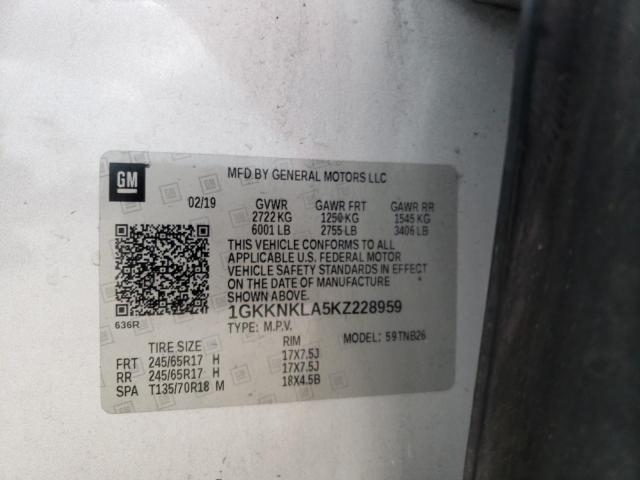 GM
MFD BY GENERAL MOTORS LLC
02/19 GVWR GAWR FRT GAWR RR
2722 KG 1250 KG 1545 KG
6001 LB 2755 LB 3406 LB
THIS VEHICLE CONFORMS TO ALL
APPLICABLE U.S. FEDERAL MOTOR
VEHICLE SAFETY STANDARDS IN EFFECT
ON THE DATE OF MANUFACTURE
SHOWN ABOVE.
1GKKNKLA5KZ228959
636R
TYPE: M.P.V. MODEL: 59TNB26
TIRE SIZE RIM
FRT 245/65R17 H 17X7.5J
RR 245/65R17 H 17X7.5J
SPA T135/70R18 M 18X4.5B